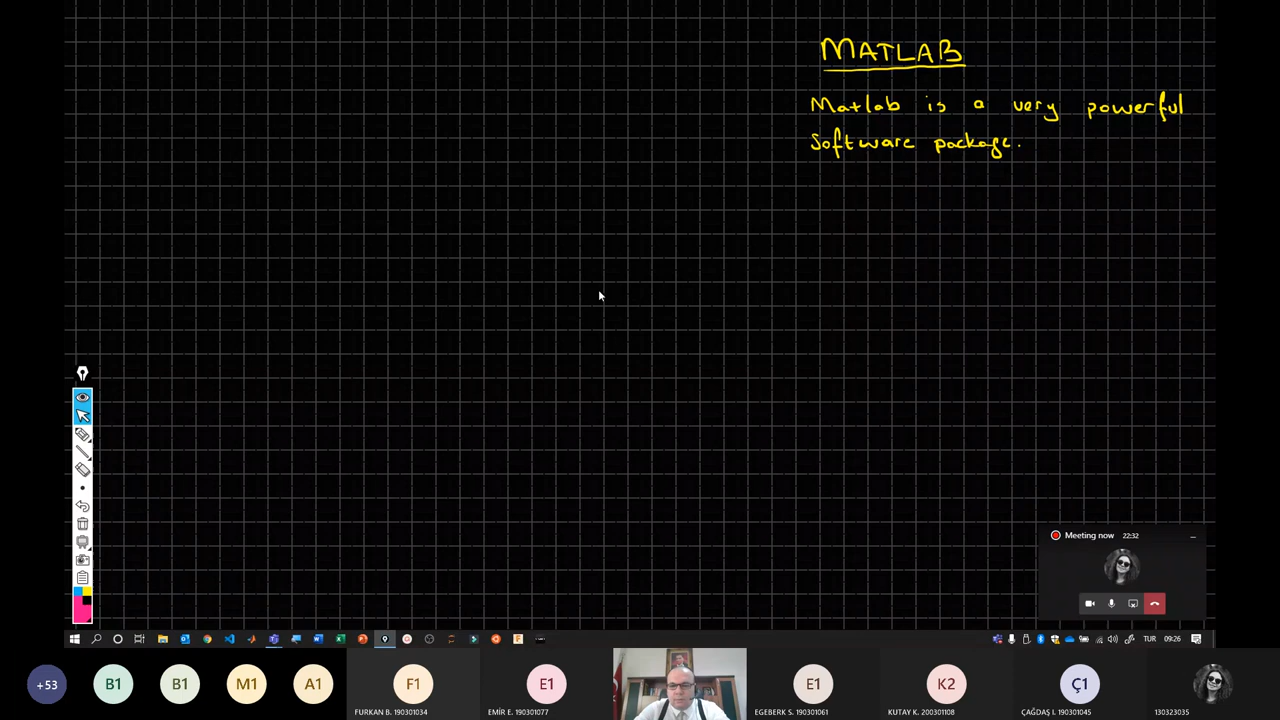 MATLAB
Matlab is a very powerful
Software package.
Meeting now 22:32
TUR 09:26
+53
B1
B1
M1
A1
F1
E1
E1
K2
Ç1
FURKAN B. 190301034
EMİR E. 190301077
EGEBERK S. 190301061
KUTAY K. 200301108
ÇAĞDAŞ I. 190301045
130323035